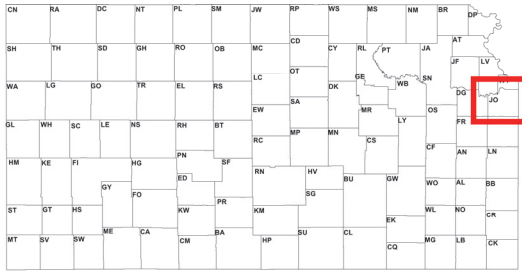 CN RA DC NT PL SM JW RP WS MS NM BR DP
CD AT
SH TH SD GH RO OB MC CY RL PT JA JF LV
LC OT GE WB SN
WA LG GO TR EL RS DK DG JO
EW SA MR OS
GL WH SC LE NS RH BT LY FR
RC MP MN CS
PN CF AN LN
HM KE FI HG SF
ED RN HV BU GW
GY WO AL BB
FO PR SG
ST GT HS KW KM WL NO CR
EK
MT SV SW ME CA CM BA HP SU CL MG LB CK
CQ